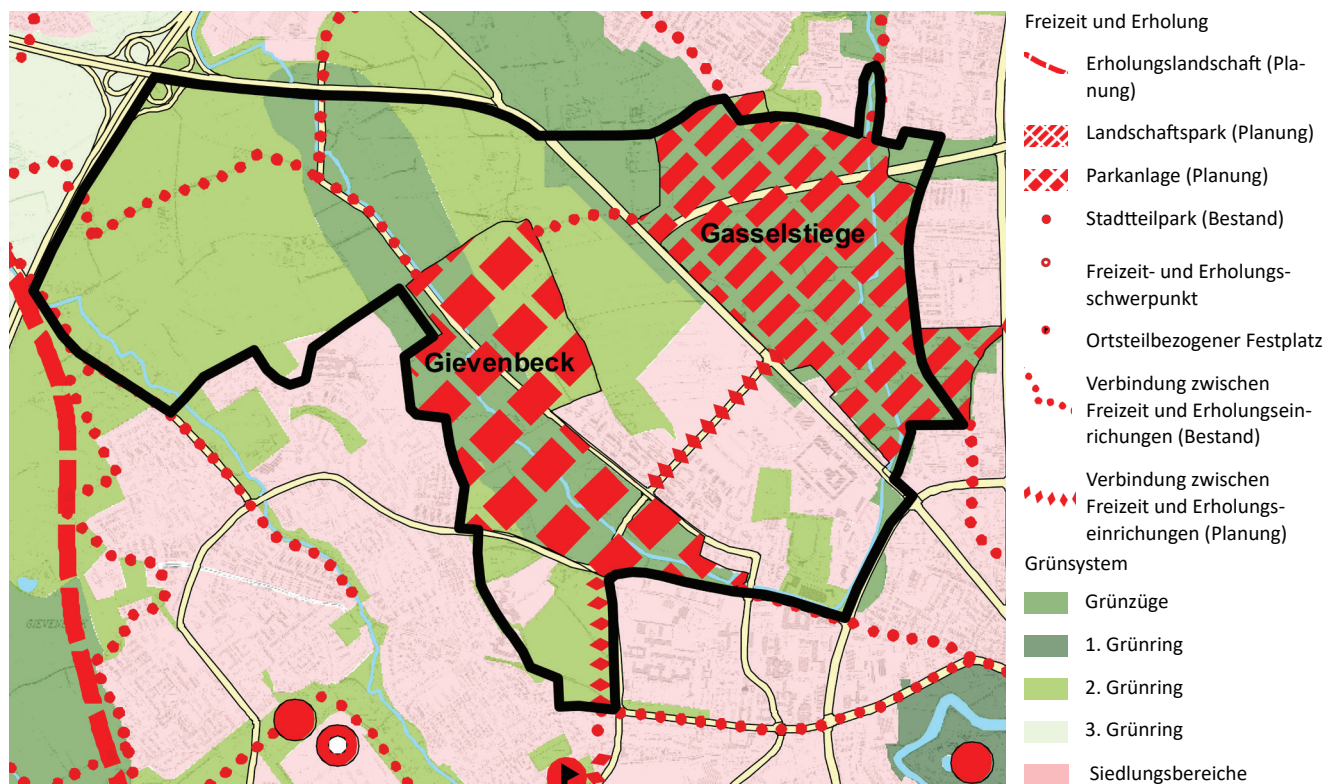 Gasselstiege
Gievenbeck
Freizeit und Erholung
Erholungslandschaft (Pla-
nung)
Landschaftspark (Planung)
Parkanlage (Planung)
Stadtteilpark (Bestand)
Freizeit- und Erholungs-
schwerpunkt
Ortsteilbezogener Festplatz
Verbindung zwischen
Freizeit und Erholungsein-
richungen (Bestand)
Verbindung zwischen
Freizeit und Erholungs-
einrichungen (Planung)
Grünsystem
Grünzüge
1. Grünring
2. Grünring
3. Grünring
Siedlungsbereiche